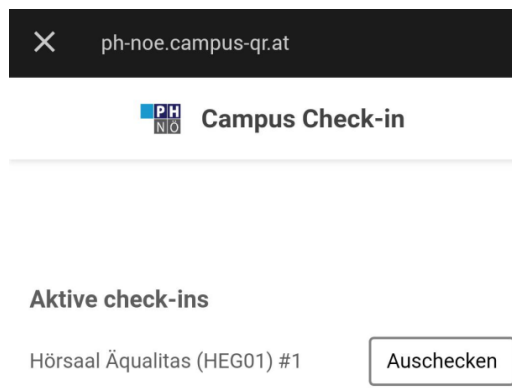 ph-noe.campus-qr.at
PH
NÖ
Campus Check-in
Aktive check-ins
Hörsaal Äqualitas (HEG01) #1
Auschecken